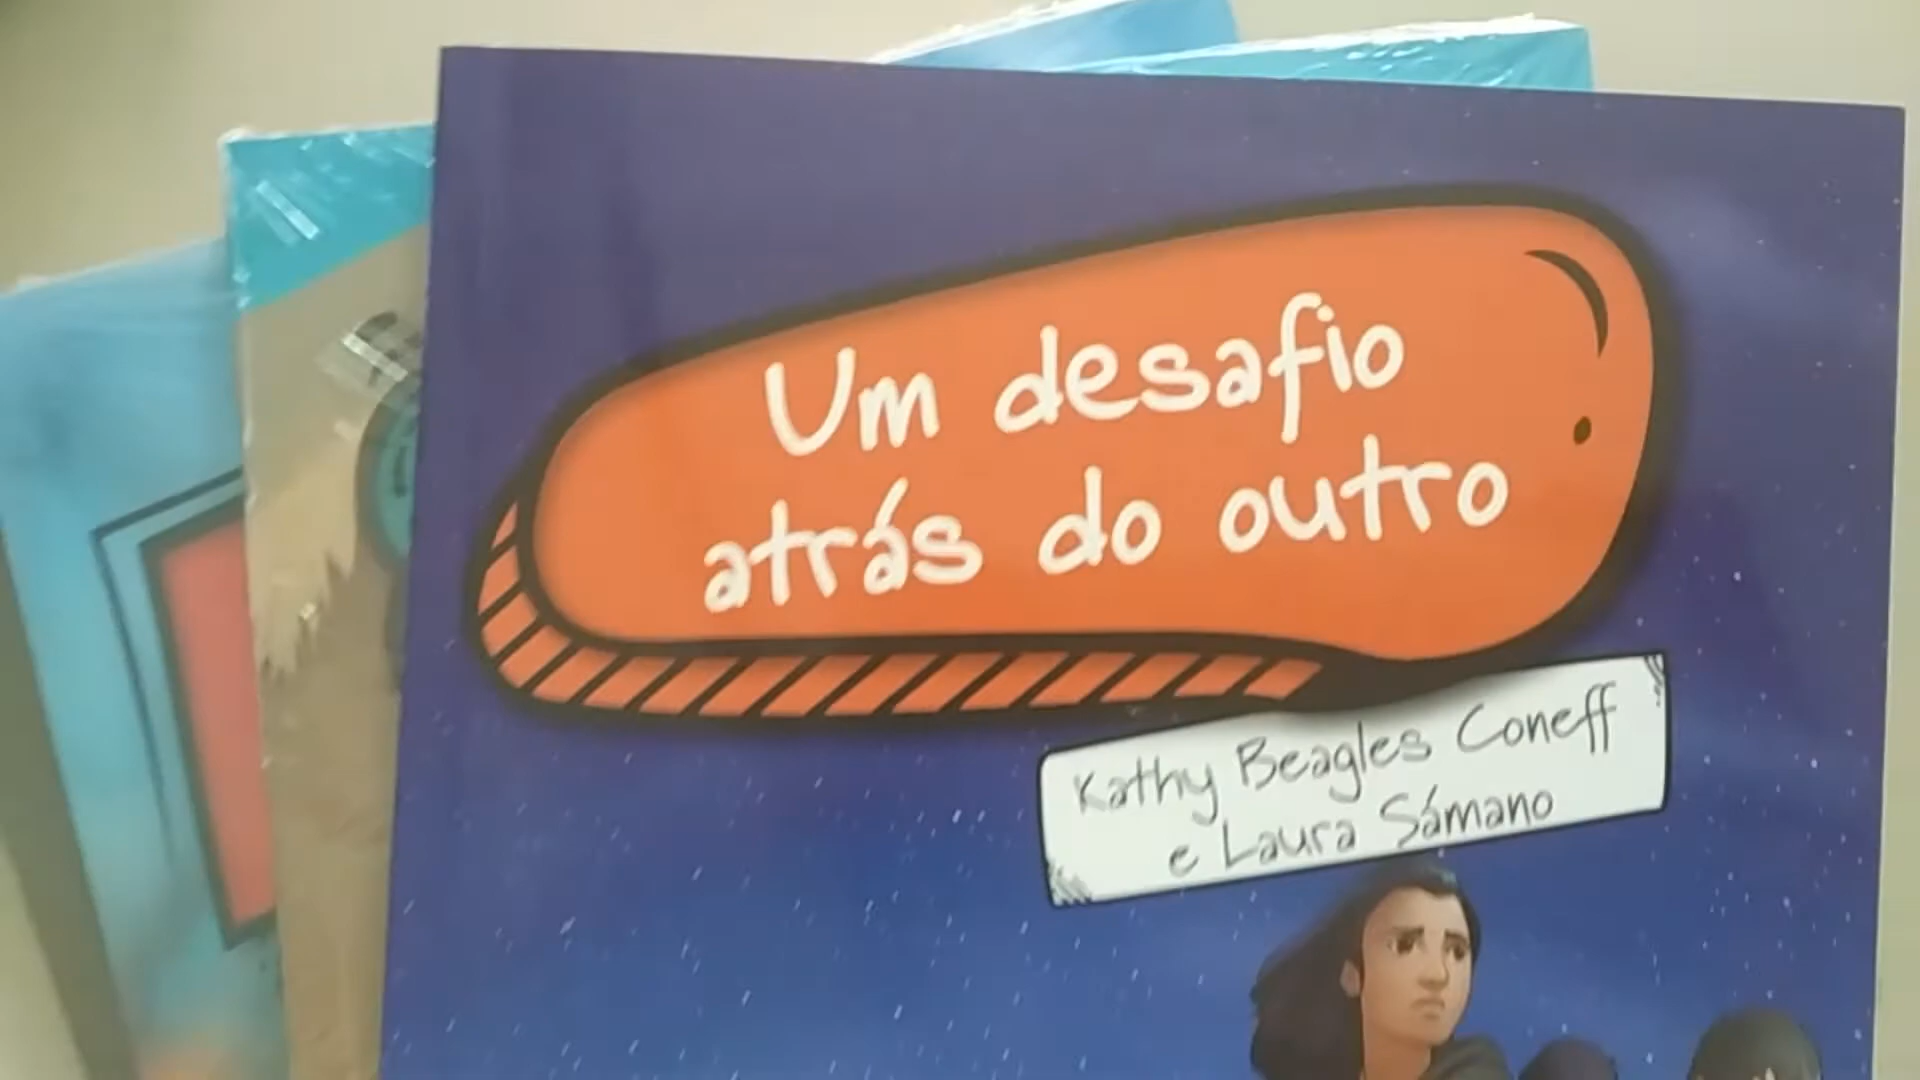 Um desafio
atrás do outro
Kathy Beagles Coneff
e Laura Sámano